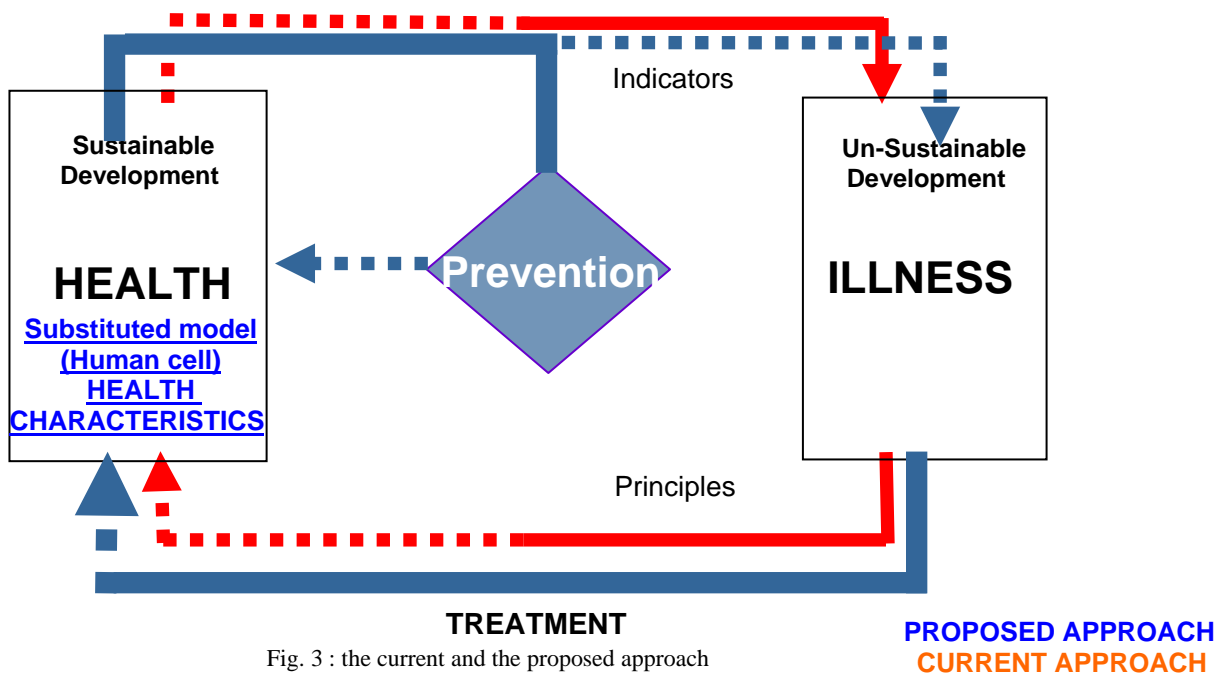 Indicators
Sustainable
Development
HEALTH
Substituted model
(Human cell)
HEALTH
CHARACTERISTICS
Prevention
Un-Sustainable
Development
ILLNESS
Principles
TREATMENT
Fig. 3 : the current and the proposed approach
PROPOSED APPROACH
CURRENT APPROACH